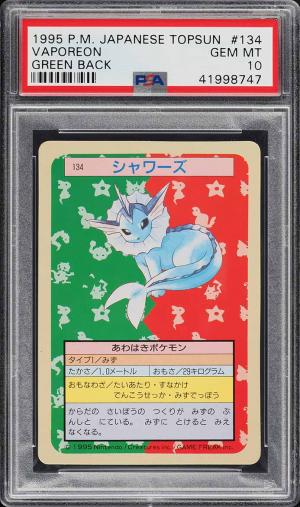 1995 P.M. JAPANESE TOPSUN #134
VAPOREON GEM MT
GREEN BACK 10
PSA 41998747
134 シャワーズ
あわはきポケモン
タイプ1/みず
たかさ/1.0メートル おもさ/29キログラム
おもなわざ/たいあたり・すなかけ
でんこうせっか・みずでっぽう
からだの さいぼうの つくりが みずの ぶ
んしと にている。 みずに とけると みえ
なくなる。
© 1995 Nintendo/Creatures inc./GAME FREAK inc.